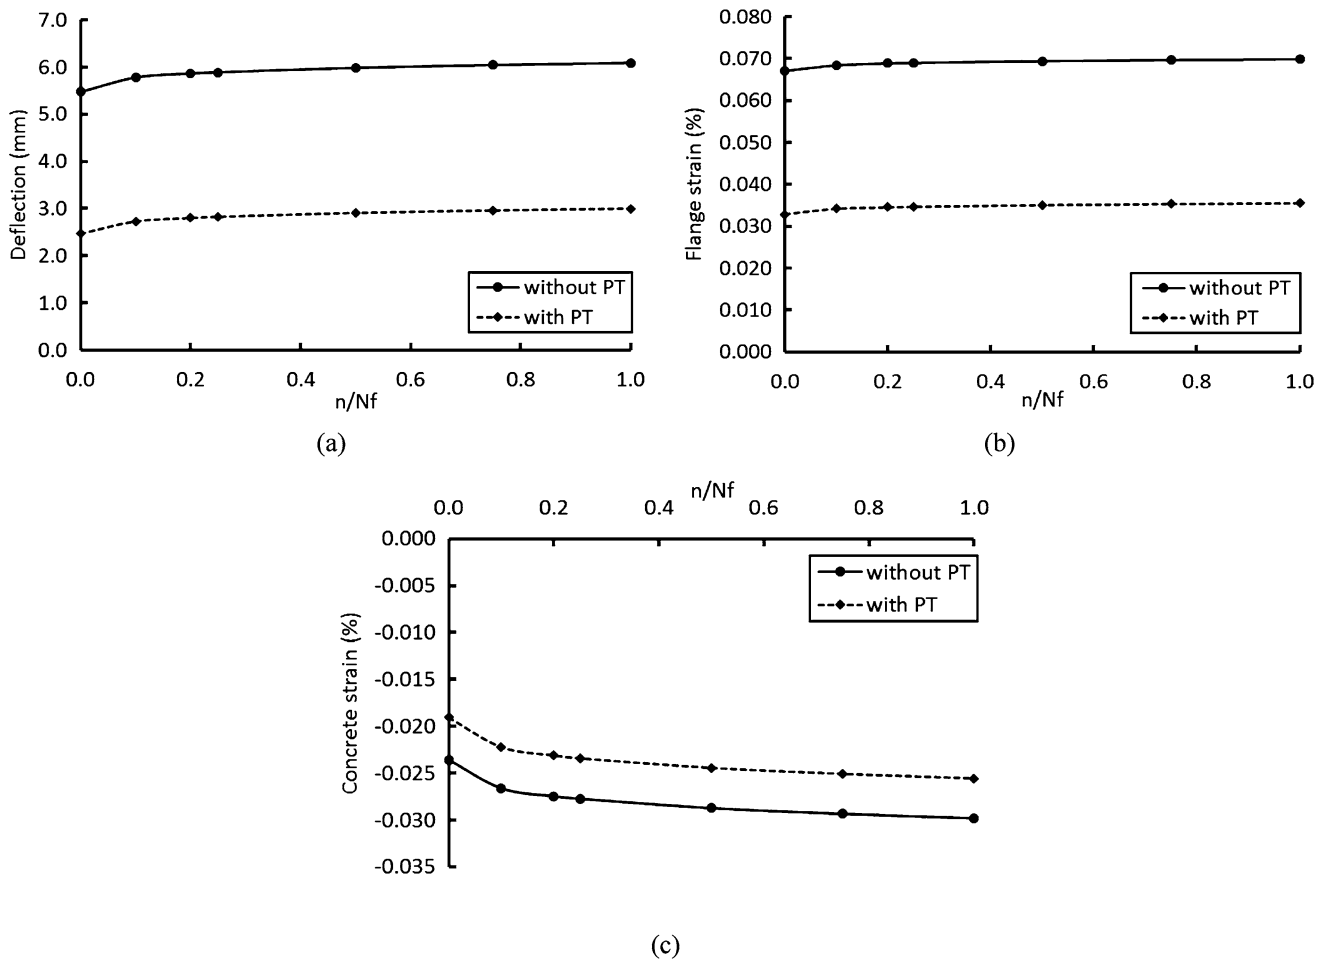 7.0
6.0
5.0
4.0
3.0
2.0
1.0
0.0
Deflection (mm)
without PT
with PT
0.0 0.2 0.4 0.6 0.8 1.0
n/Nf
(a)
0.080
0.070
0.060
0.050
0.040
0.030
0.020
0.010
0.000
Flange strain (%)
without PT
with PT
0.0 0.2 0.4 0.6 0.8 1.0
n/Nf
(b)
n/Nf
0.0 0.2 0.4 0.6 0.8 1.0
0.000
-0.005
-0.010
-0.015
-0.020
-0.025
-0.030
-0.035
Concrete strain (%)
without PT
with PT
(c)